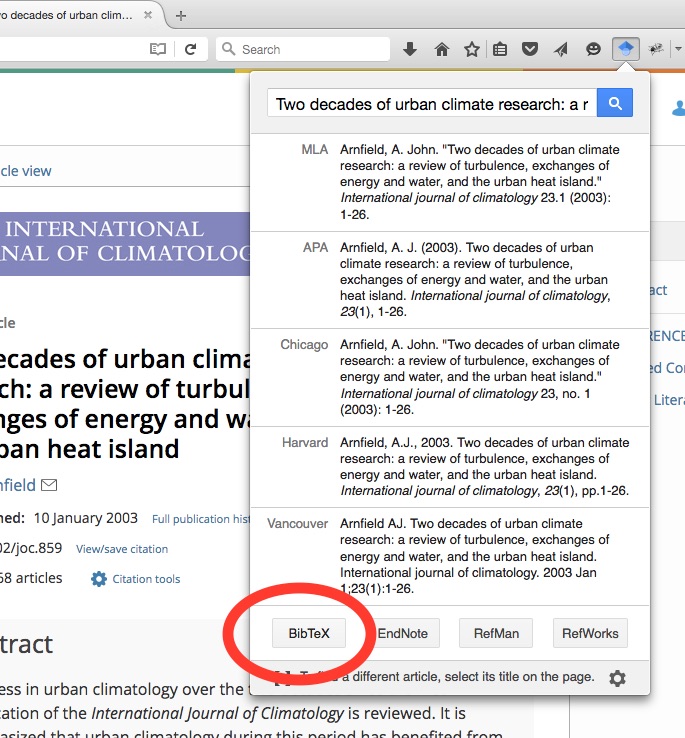 o decades of urban clim...
Search
Two decades of urban climate research: a r
cle view
INTERNATIONAL
NAL OF CLIMATOLOG
cle
ecades of urban clima
ch: a review of turbul
nges of energy and wa
ban heat island
nfield
hed: 10 January 2003 Full publication hist
02/joc.859 View/save citation
68 articles Citation tools
tract
ess in urban climatology over the t
cation of the International Journal of Climatology is reviewed. It is
asized that urban climatology during this period has benefited from
MLA Arnfield, A. John. "Two decades of urban climate
research: a review of turbulence, exchanges of
energy and water, and the urban heat island."
International journal of climatology 23.1 (2003):
1-26.
APA Arnfield, A. J. (2003). Two decades of urban
climate research: a review of turbulence,
exchanges of energy and water, and the urban
heat island. International journal of climatology,
23(1), 1-26.
Chicago Arnfield, A. John. "Two decades of urban climate
research: a review of turbulence, exchanges of
energy and water, and the urban heat island."
International journal of climatology 23, no. 1
(2003): 1-26.
Harvard Arnfield, A.J., 2003. Two decades of urban climate
research: a review of turbulence, exchanges of
energy and water, and the urban heat island.
International journal of climatology, 23(1), pp.1-26.
Vancouver Arnfield AJ. Two decades of urban climate
research: a review of turbulence, exchanges of
energy and water, and the urban heat island.
International journal of climatology. 2003 Jan
1;23(1):1-26.
BibTeX EndNote RefMan RefWorks
a different article, select its title on the page.
act
RENCE
ed Co
Litera